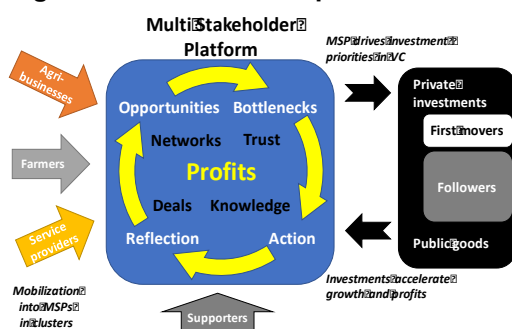 Multi Stakeholder
Platform
MSP drives investment
priorities in VC
Agri-
businesses
Opportunities Bottlenecks
Private
investments
Networks Trust
First movers
Farmers
Profits
Followers
Deals Knowledge
Service
providers
Reflection Action
Public goods
Mobilization
into MSPs
in clusters
Investments accelerate
growth and profits
Supporters